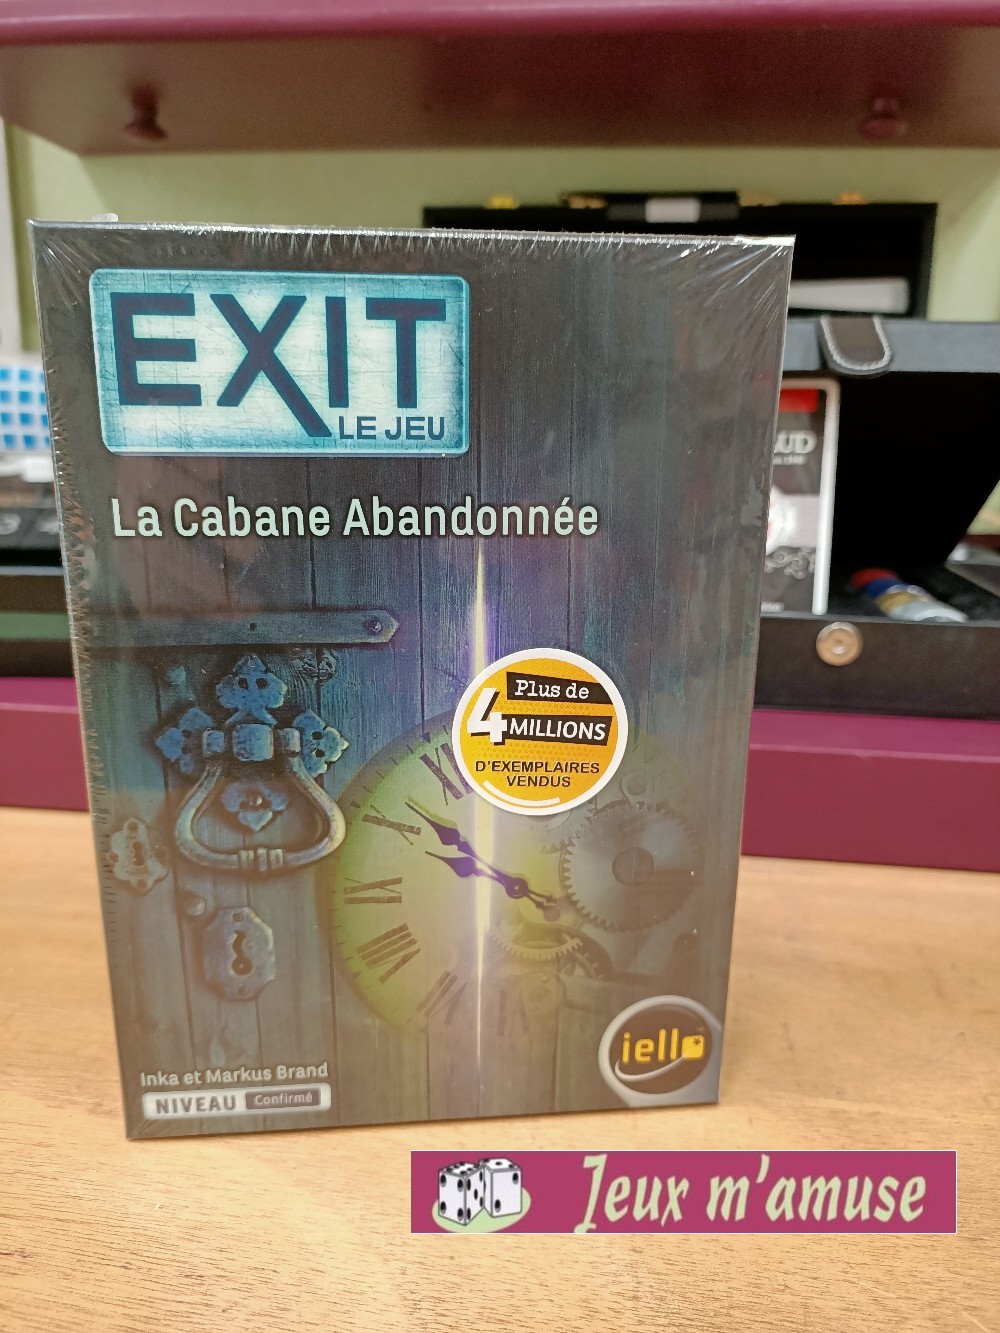 EXIT
LE JEU
La Cabane Abandonnée
Plus de
4 MILLIONS
D'EXEMPLAIRES
VENDUS
iello
Inka et Markus Brand
NIVEAU Confirmé
Jeux m'amuse